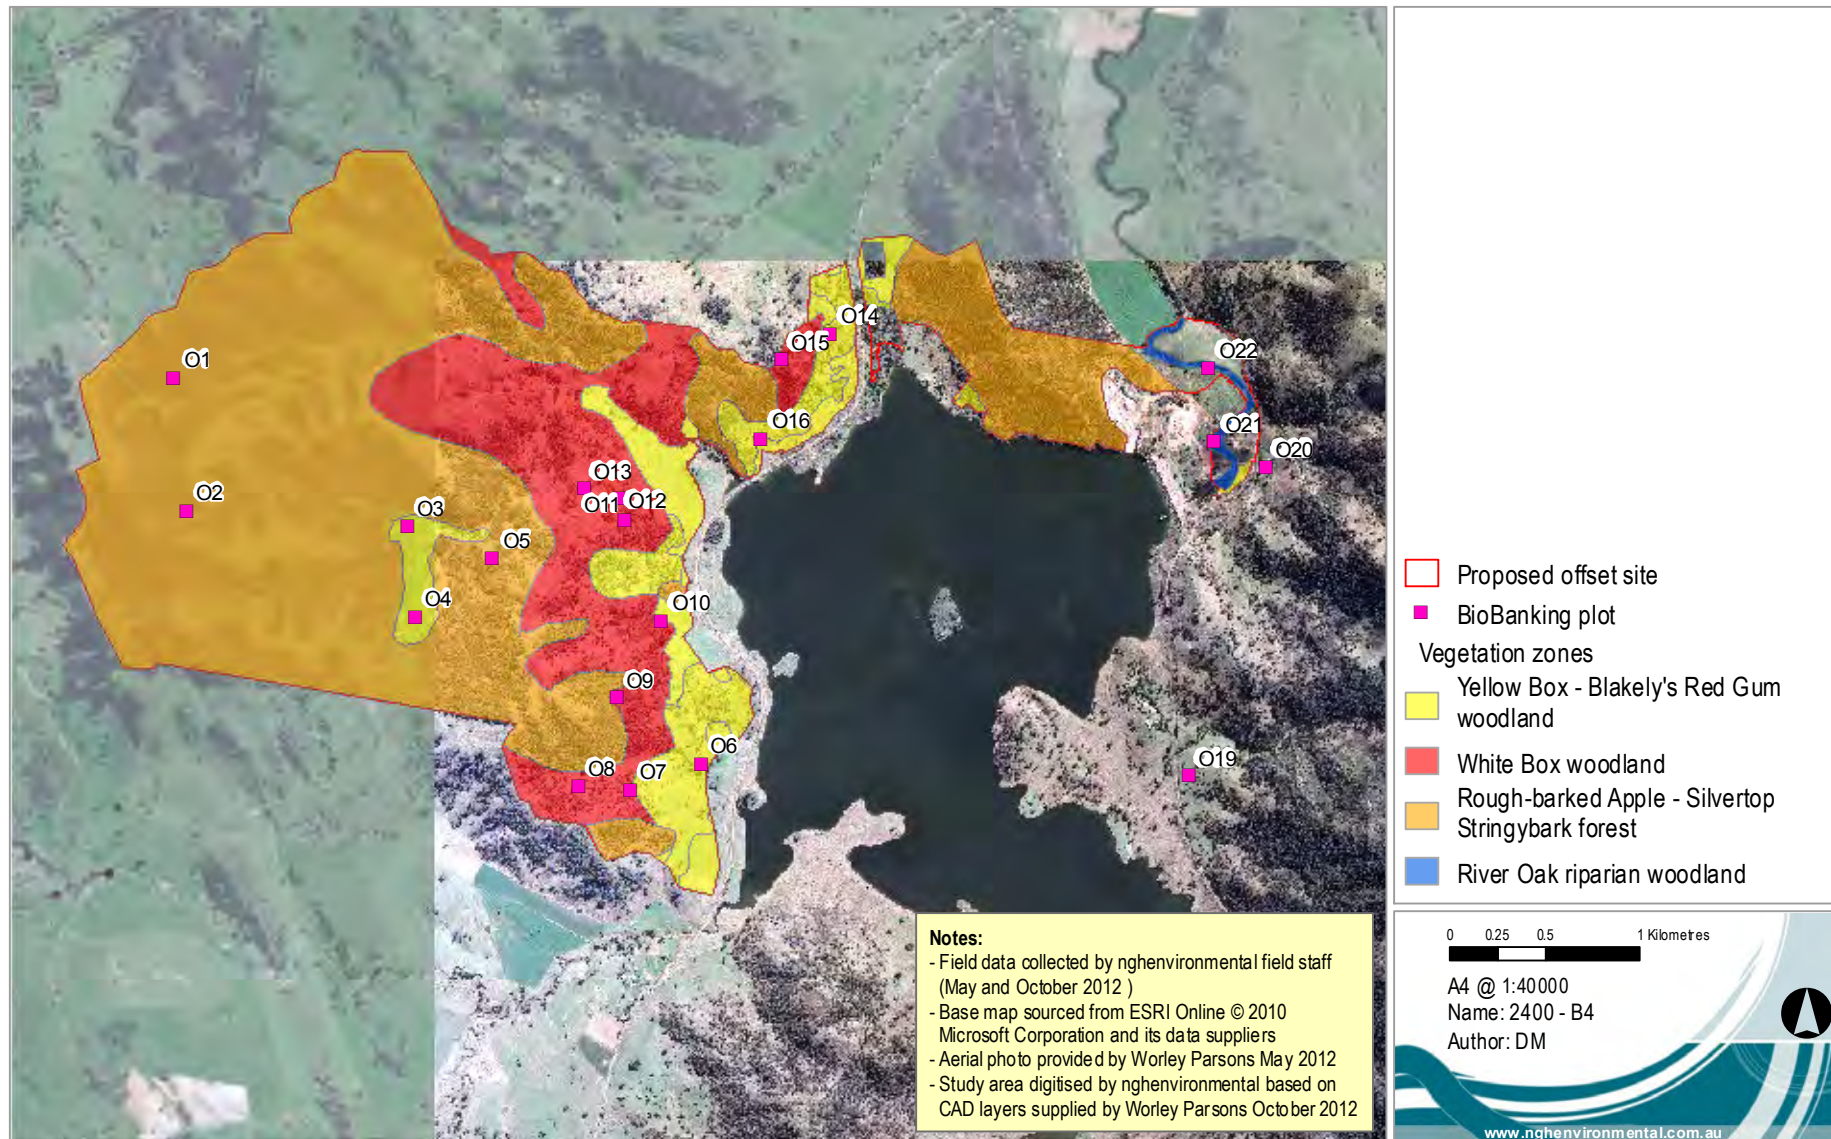 O1
O2
O3
O4
O5
O6
O7
O8
O9
O10
O11
O12
O13
O14
O15
O16
O19
O20
O21
O22
Notes:
- Field data collected by nghenvironmental field staff
(May and October 2012 )
- Base map sourced from ESRI Online © 2010
Microsoft Corporation and its data suppliers
- Aerial photo provided by Worley Parsons May 2012
- Study area digitised by nghenvironmental based on
CAD layers supplied by Worley Parsons October 2012
Proposed offset site
BioBanking plot
Vegetation zones
Yellow Box - Blakely's Red Gum
woodland
White Box woodland
Rough-barked Apple - Silvertop
Stringybark forest
River Oak riparian woodland
0 0.25 0.5 1 Kilometres
A4 @ 1:40000
Name: 2400 - B4
Author: DM
www.nghenvironmental.com.au